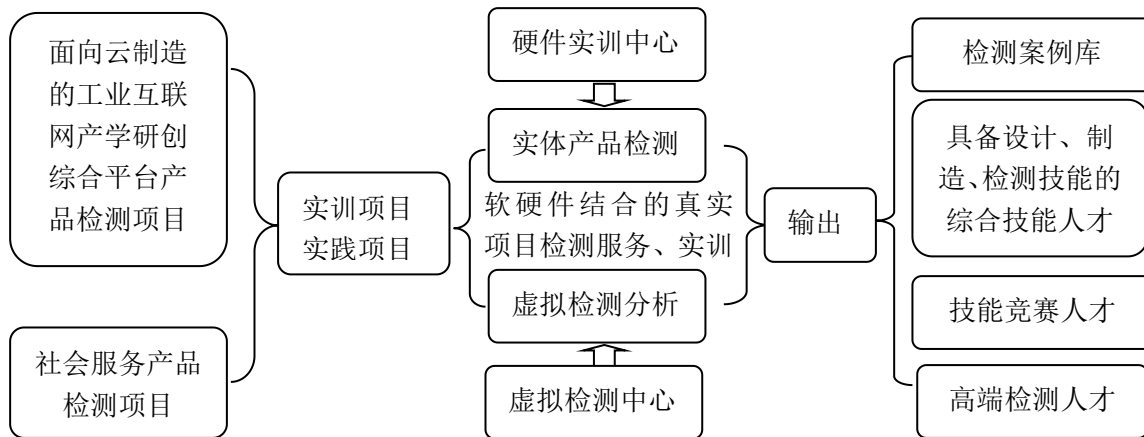 面向云制造
的工业互联
网产学研创
综合平台产
品检测项目
社会服务产品
检测项目
实训项目
实践项目
硬件实训中心
实体产品检测
软硬件结合的真实
项目检测服务、实训
虚拟检测分析
虚拟检测中心
输出
检测案例库
具备设计、制
造、检测技能的
综合技能人才
技能竞赛人才
高端检测人才